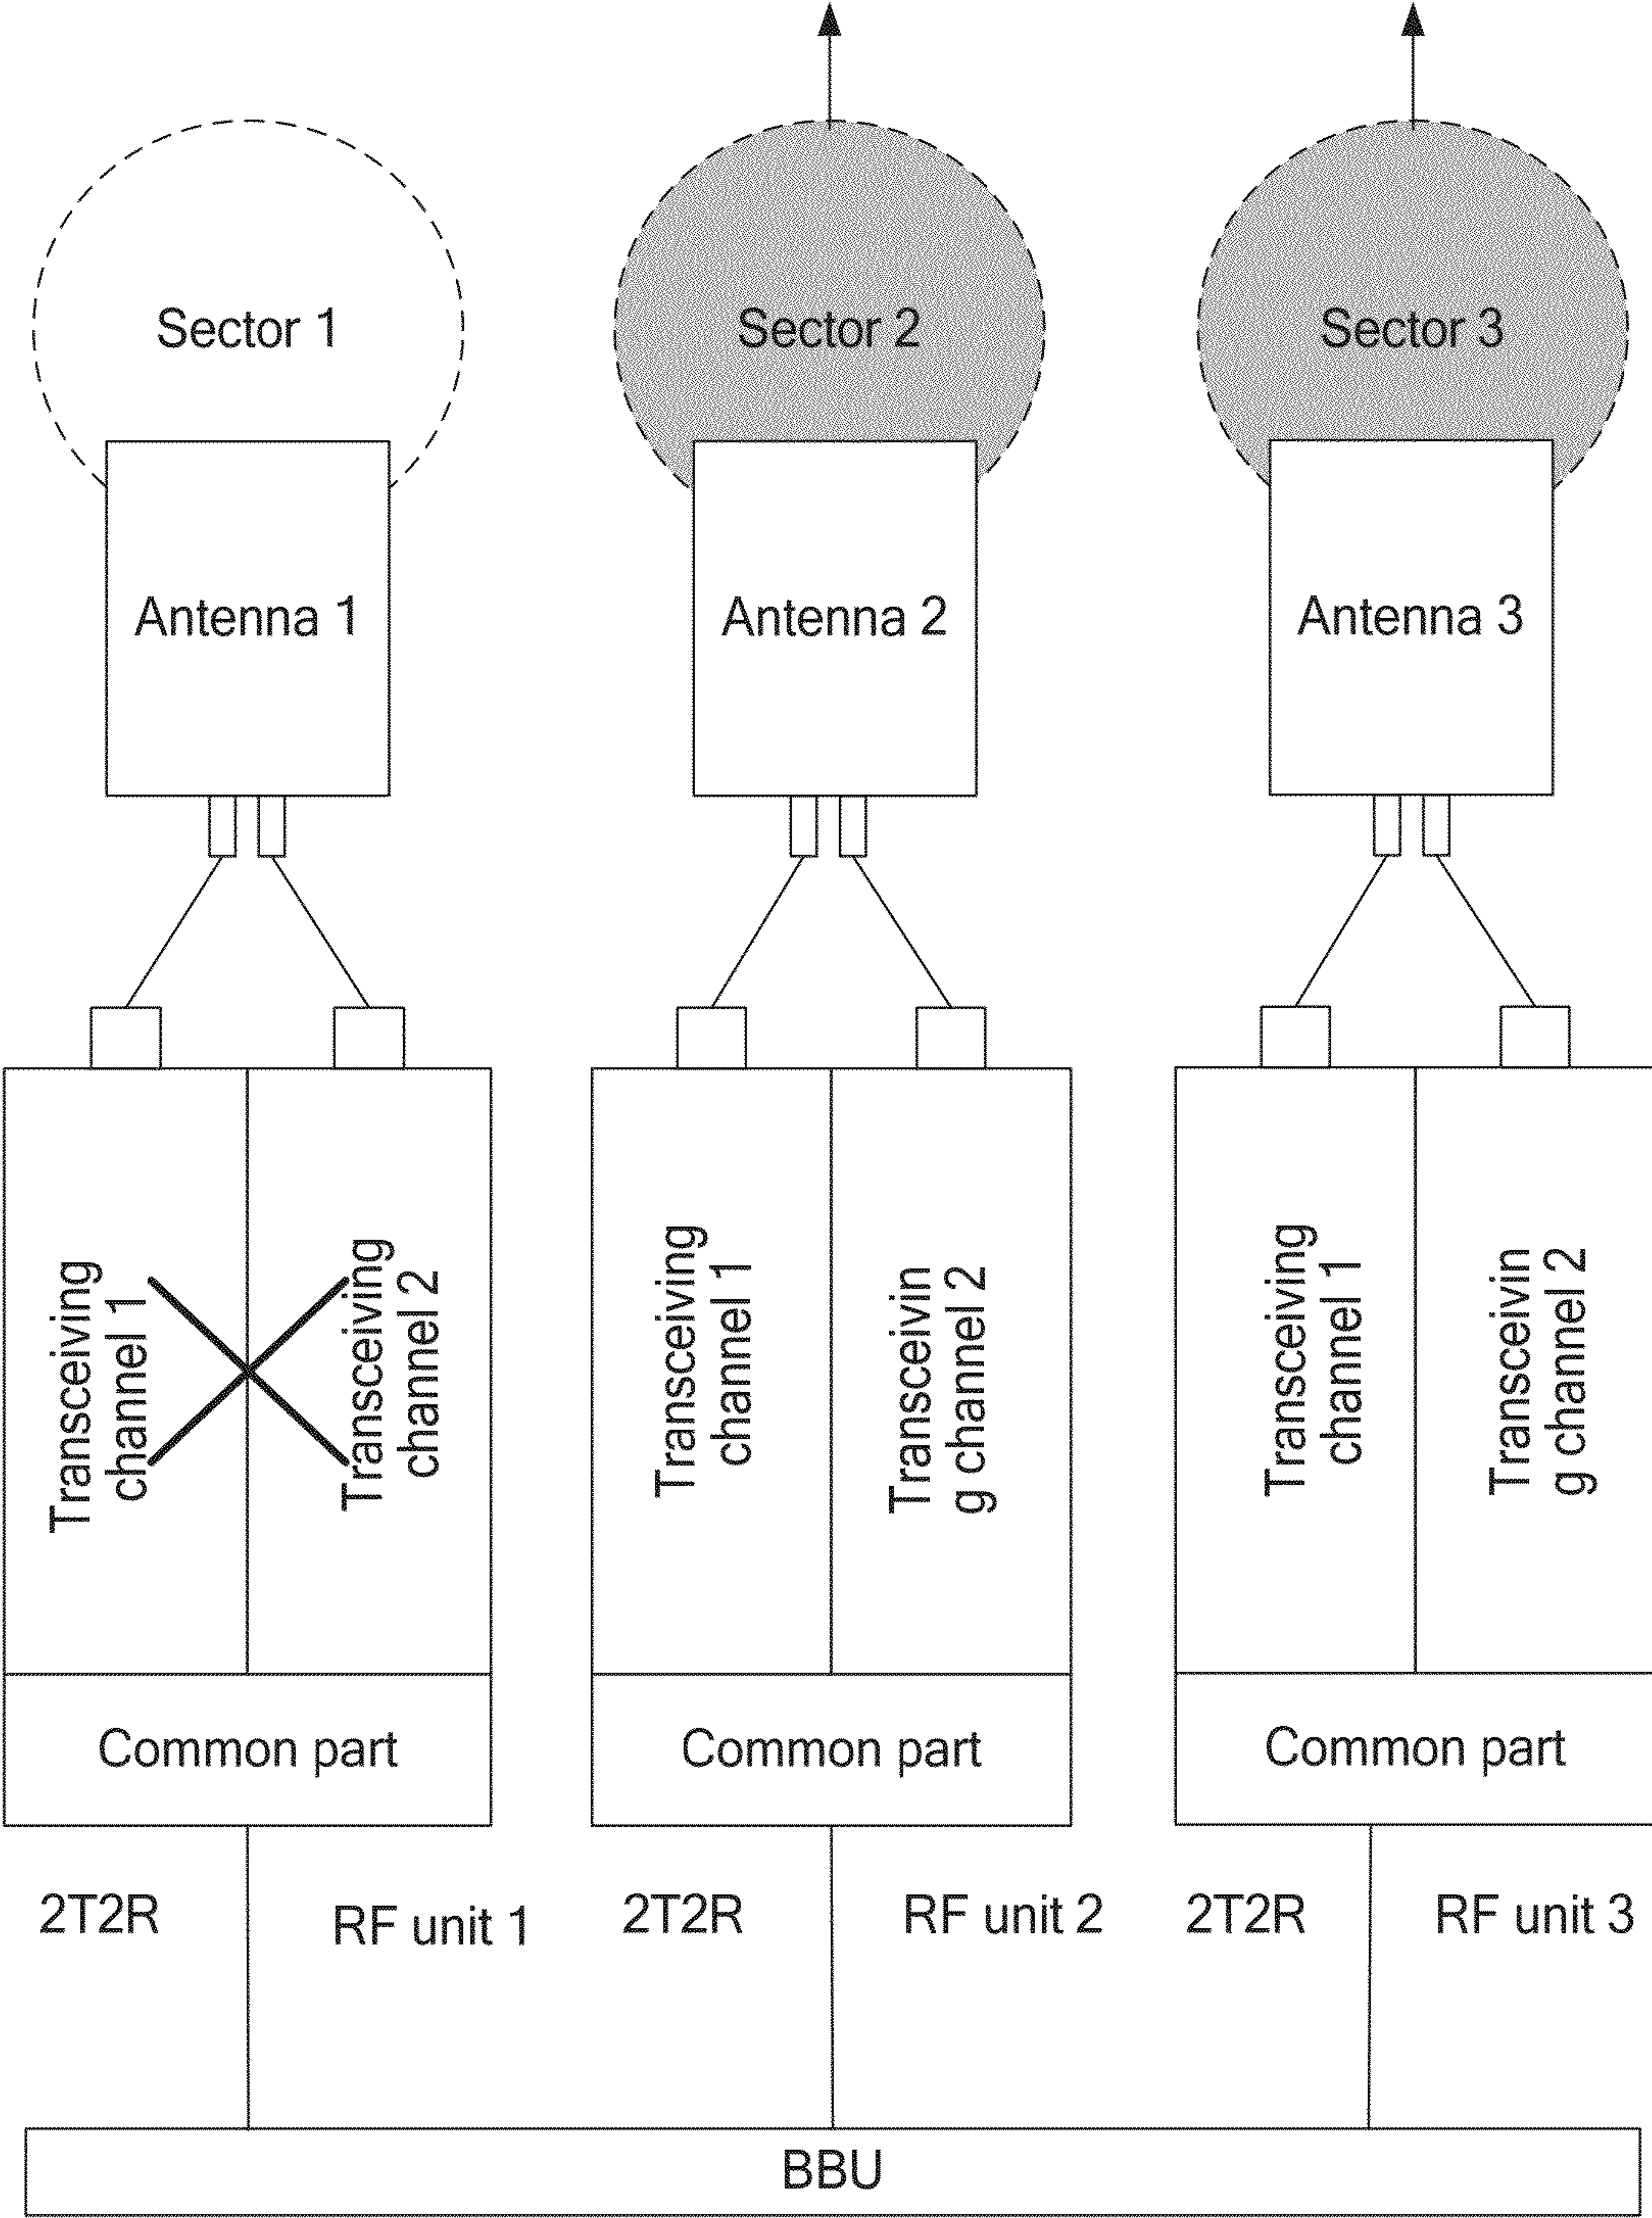 Sector 1
Sector 2
Sector 3
Antenna 1
Antenna 2
Antenna 3
Transceiving
channel 1
Transceiving
channel 2
Transceiving
channel 1
Transceivin
g channel 2
Transceiving
channel 1
Transceivin
g channel 2
Common part
Common part
Common part
2T2R
RF unit 1
2T2R
RF unit 2
2T2R
RF unit 3
BBU